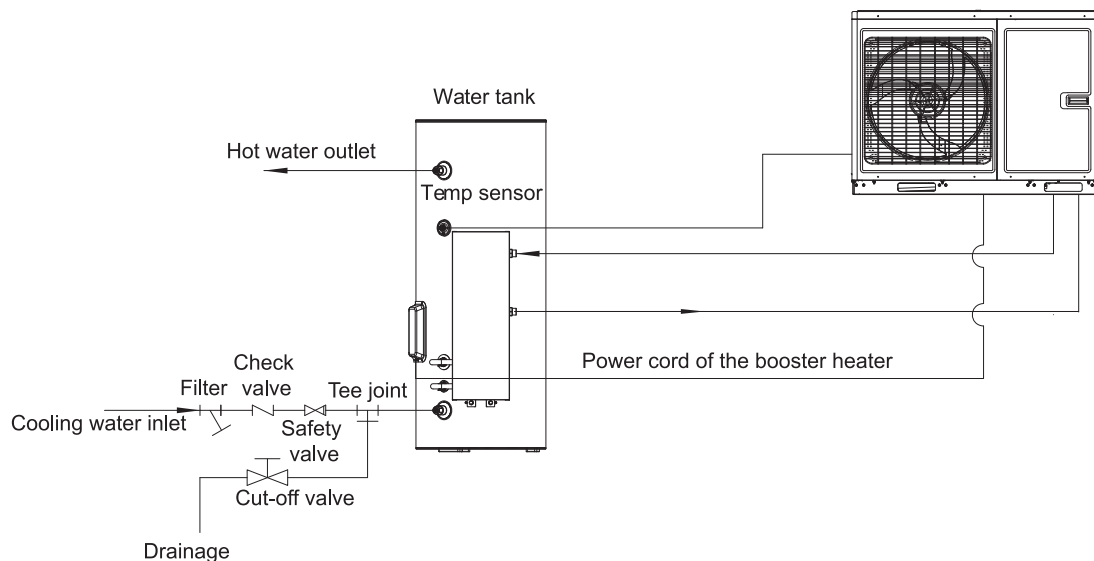 Water tank
Hot water outlet
Temp sensor
Power cord of the booster heater
Check
valve
Filter
Tee joint
Cooling water inlet
Safety
valve
Cut-off valve
Drainage